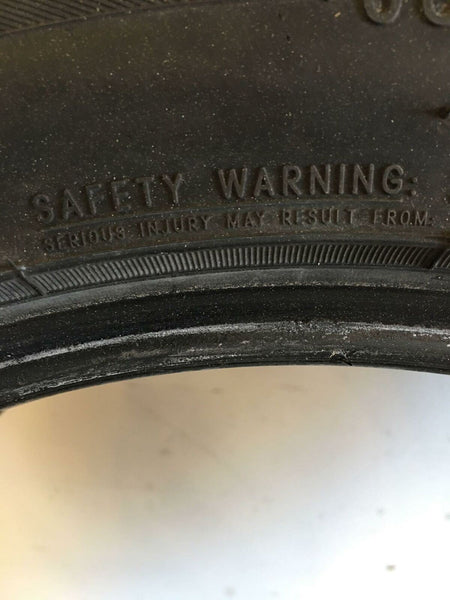 SAFETY WARNING:
SERIOUS INJURY MAY RESULT FROM: